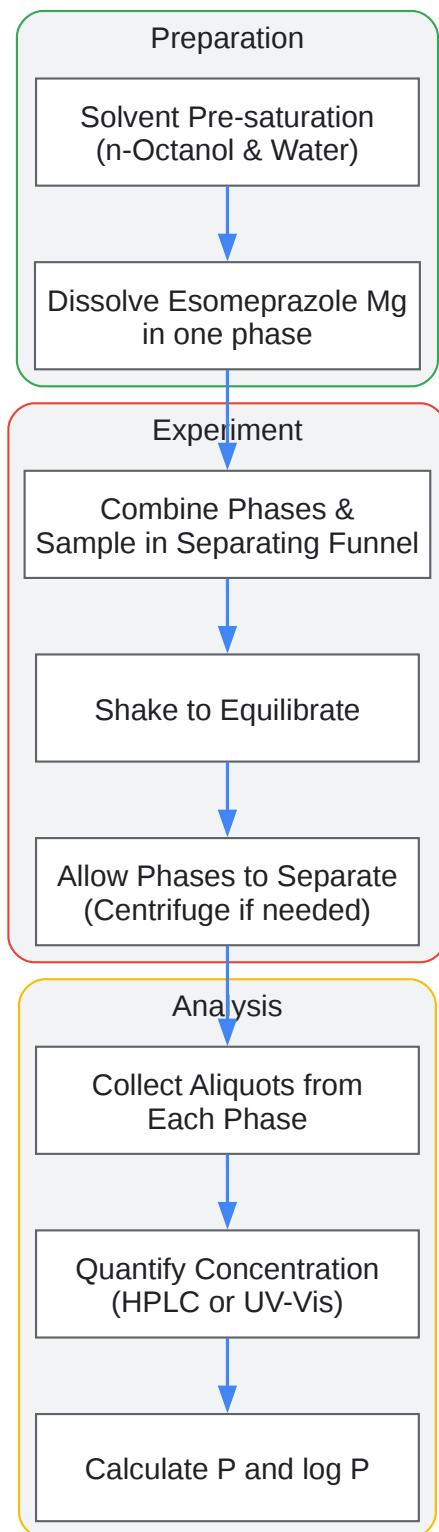 Preparation
Solvent Pre-saturation
(n-Octanol & Water)
Dissolve Esomeprazole Mg
in one phase
Experiment
Combine Phases &
Sample in Separating Funnel
Shake to Equilibrate
Allow Phases to Separate
(Centrifuge if needed)
Analysis
Collect Aliquots from
Each Phase
Quantify Concentration
(HPLC or UV-Vis)
Calculate P and log P